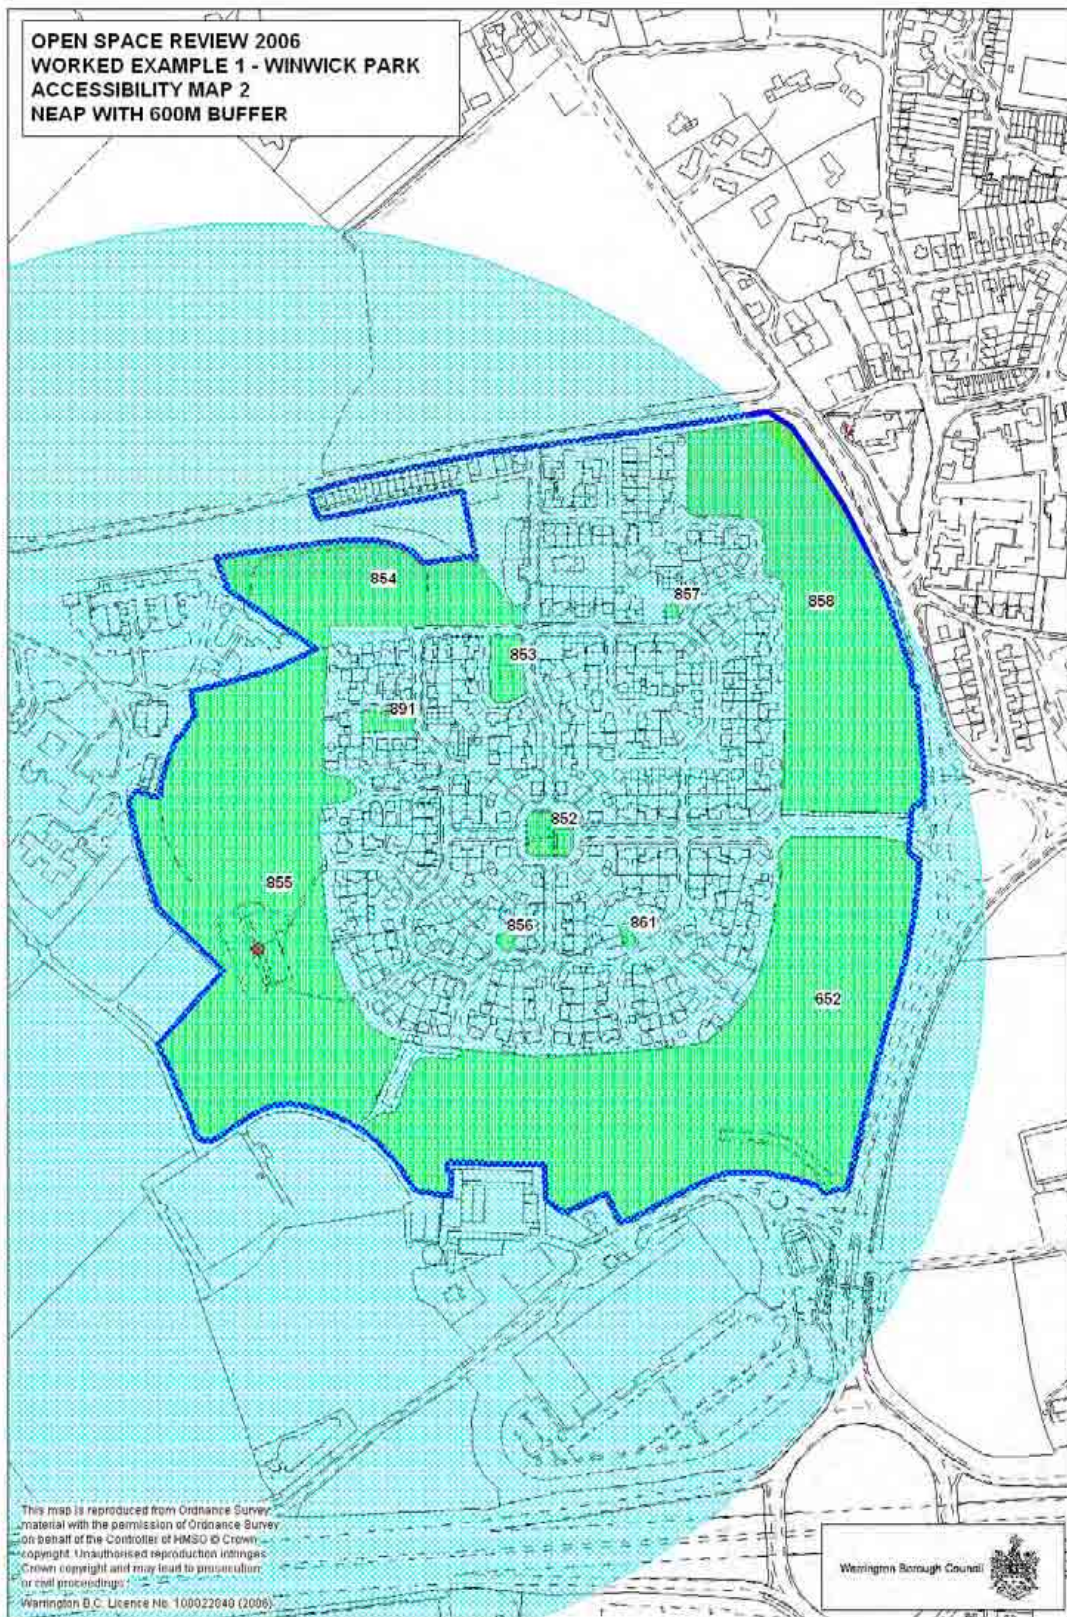 OPEN SPACE REVIEW 2006
WORKED EXAMPLE 1 - WINWICK PARK
ACCESSIBILITY MAP 2
NEAP WITH 600M BUFFER
854
857
858
853
891
852
855
856
861
652
This map is reproduced from Ordnance Survey
material with the permission of Ordnance Survey
on behalf of the Controller of HMSO © Crown
copyright. Unauthorised reproduction infringes
Crown copyright and may lead to prosecution
or civil proceedings.
Warrington B.C. Licence No. 100022848 (2006)
Warrington Borough Council